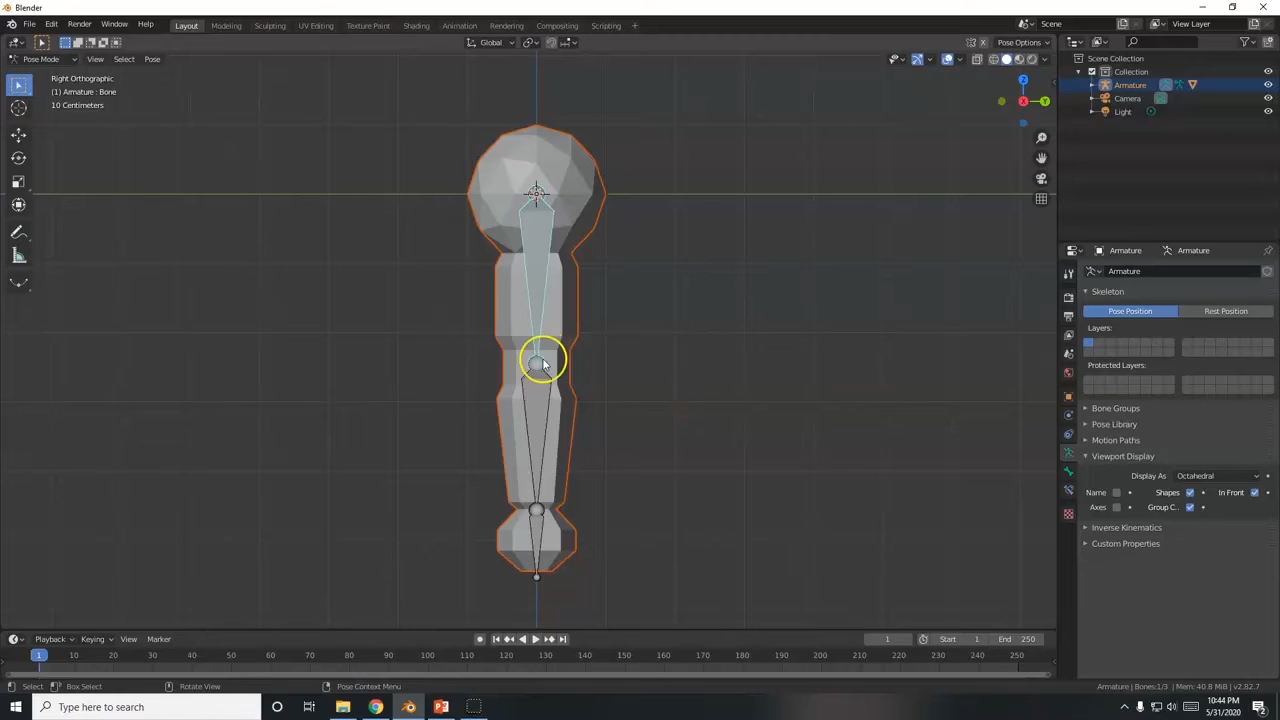 Blender
File Edit Render Window Help
Layout Modeling Sculpting UV Editing Texture Paint Shading Animation Rendering Compositing Scripting +
Scene View Layer
Global Pose Options
Pose Mode View Select Pose
Right Orthographic
(1) Armature : Bone
10 Centimeters
Z
X
Y
Scene Collection
Collection
Armature
Camera
Light
Armature Armature
Armature
Skeleton
Pose Position Rest Position
Layers:
Protected Layers:
Bone Groups
Pose Library
Motion Paths
Viewport Display
Display As Octahedral
Name Shapes In Front
Axes Group C...
Inverse Kinematics
Custom Properties
Playback Keying View Marker 1 Start 1 End 250
1 10 20 30 40 50 60 70 80 90 100 110 120 130 140 150 160 170 180 190 200 210 220 230 240 250
Select Box Select Rotate View Pose Context Menu Armature | Bones:1/3 | Mem: 40.8 MiB | v2.82.7
Type here to search
10:44 PM
5/31/2020
2